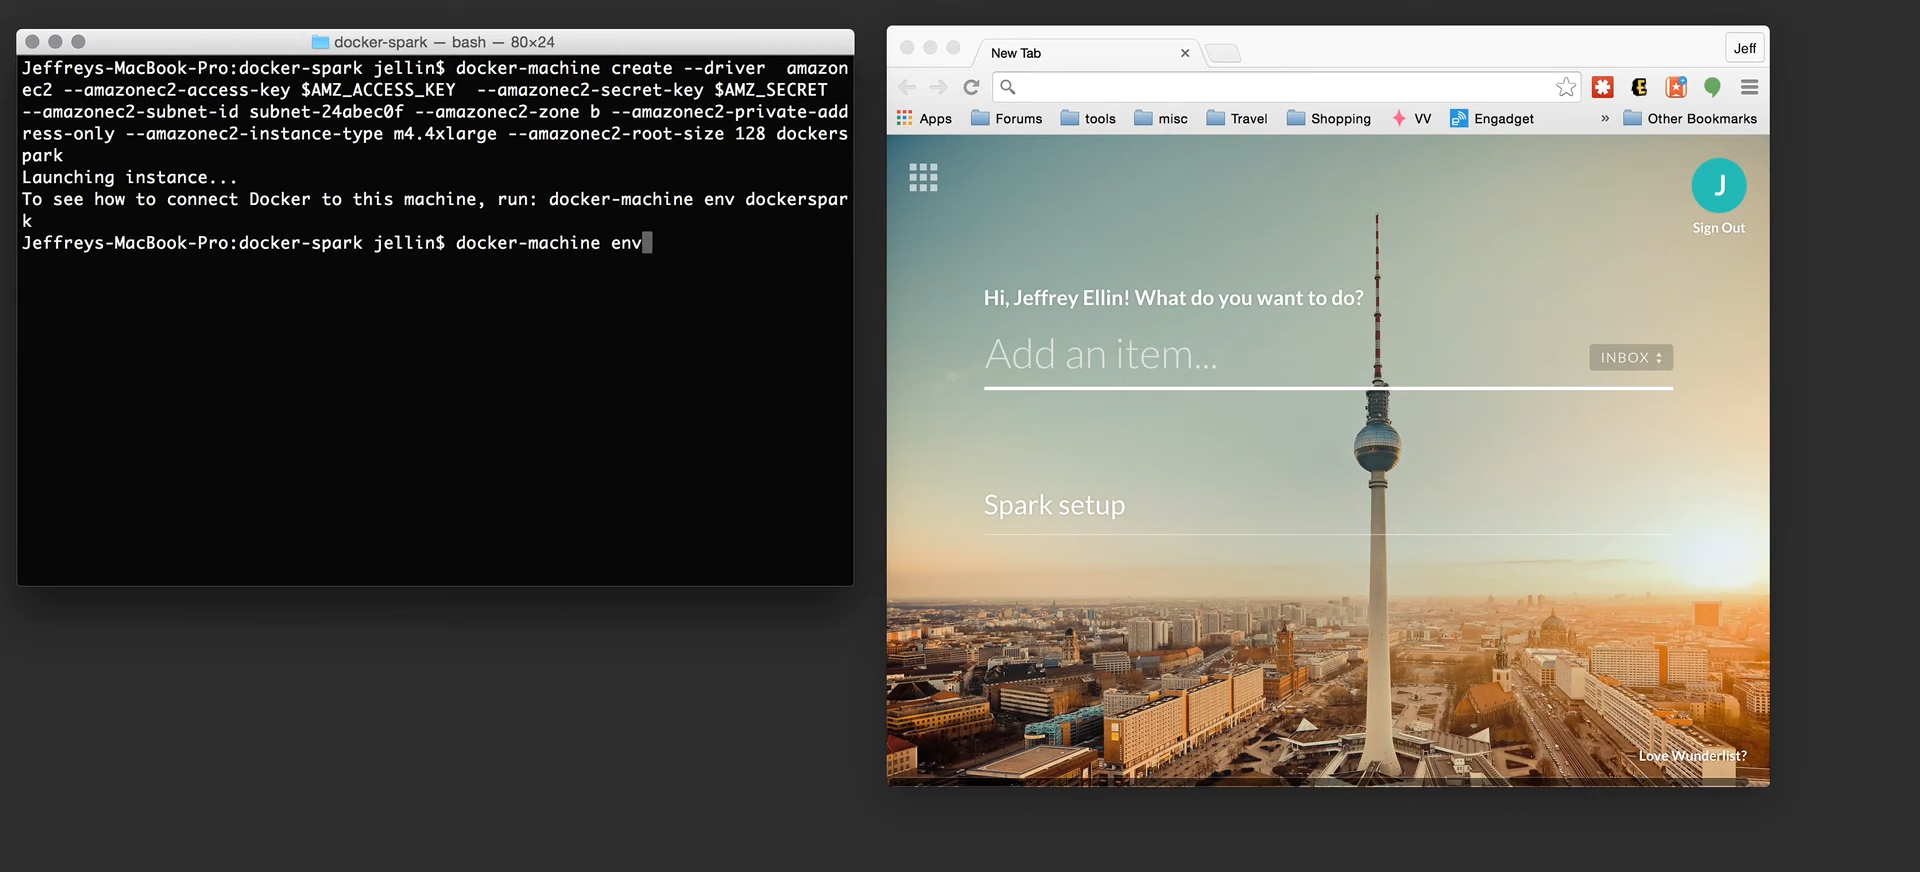 docker-spark — bash — 80×24
Jeffreys-MacBook-Pro:docker-spark jellin$ docker-machine create --driver  amazon
ec2 --amazonec2-access-key $AMZ_ACCESS_KEY  --amazonec2-secret-key $AMZ_SECRET
--amazonec2-subnet-id subnet-24abec0f --amazonec2-zone b --amazonec2-private-add
ress-only --amazonec2-instance-type m4.4xlarge --amazonec2-root-size 128 dockers
park
Launching instance...
To see how to connect Docker to this machine, run: docker-machine env dockerspar
k
Jeffreys-MacBook-Pro:docker-spark jellin$ docker-machine env
New Tab
Jeff
Apps Forums tools misc Travel Shopping VV Engadget » Other Bookmarks
J
Sign Out
Hi, Jeffrey Ellin! What do you want to do?
Add an item...
INBOX
Spark setup
Love Wunderlist?